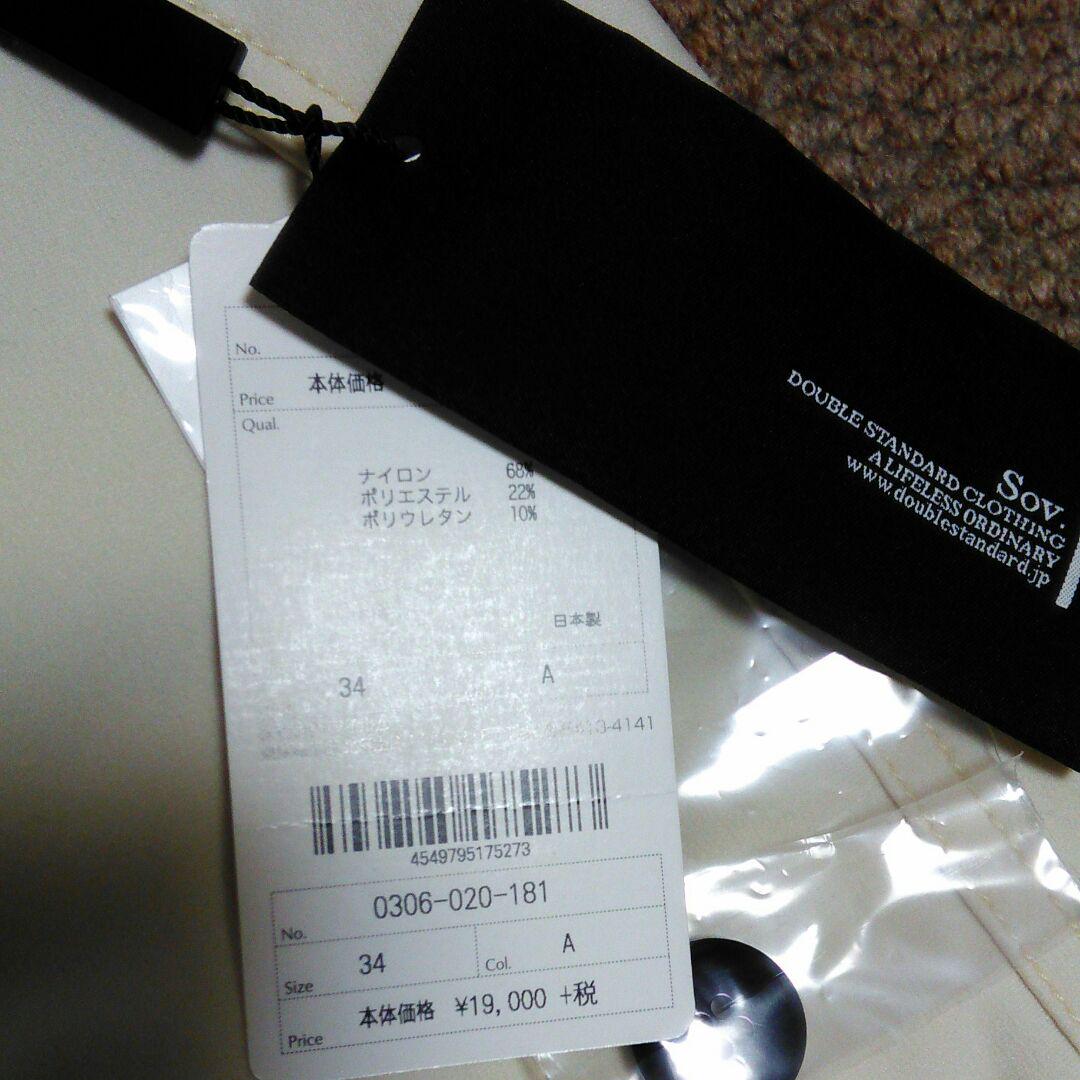 Sov.
DOUBLE STANDARD CLOTHING
A LIFELESS ORDINARY
www.doublestandard.jp
No.
Price 本体価格
Qual.
ナイロン 68%
ポリエステル 22%
ポリウレタン 10%
日本製
34 A
-4141
4549795175273
No. 0306-020-181
Size 34 Col. A
Price 本体価格 ¥19,000 +税